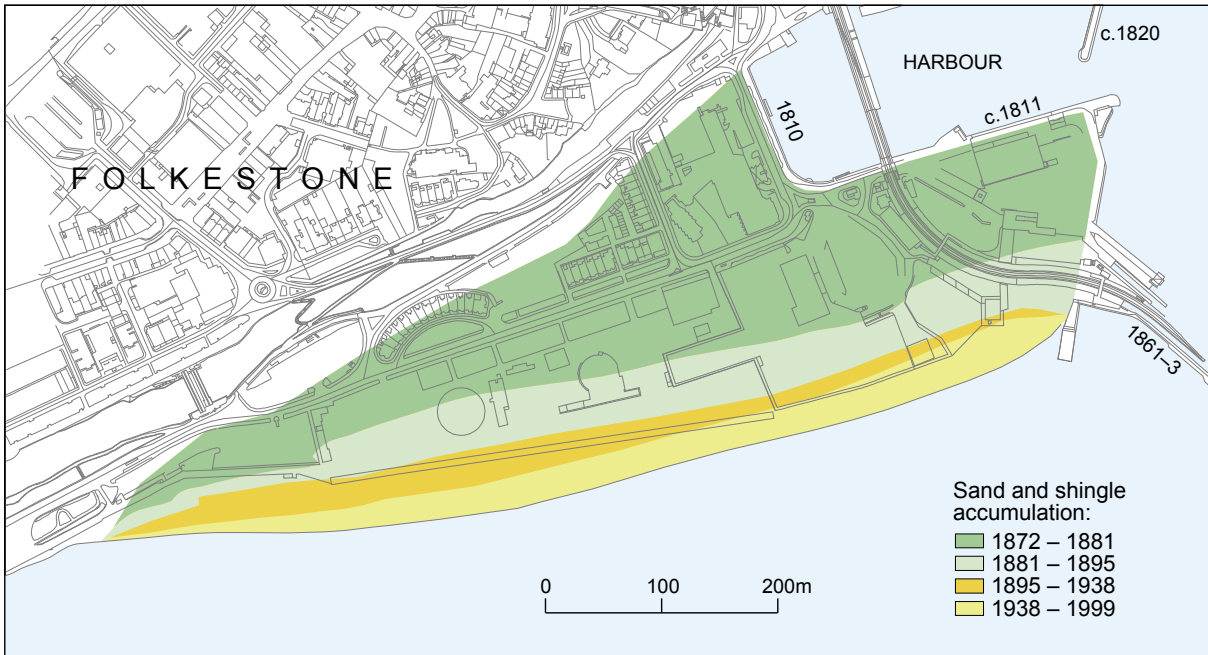 c.1820
HARBOUR
1810
c.1811
FOLKESTONE
1861–3
Sand and shingle
accumulation:
1872 – 1881
1881 – 1895
1895 – 1938
1938 – 1999
0 100 200m